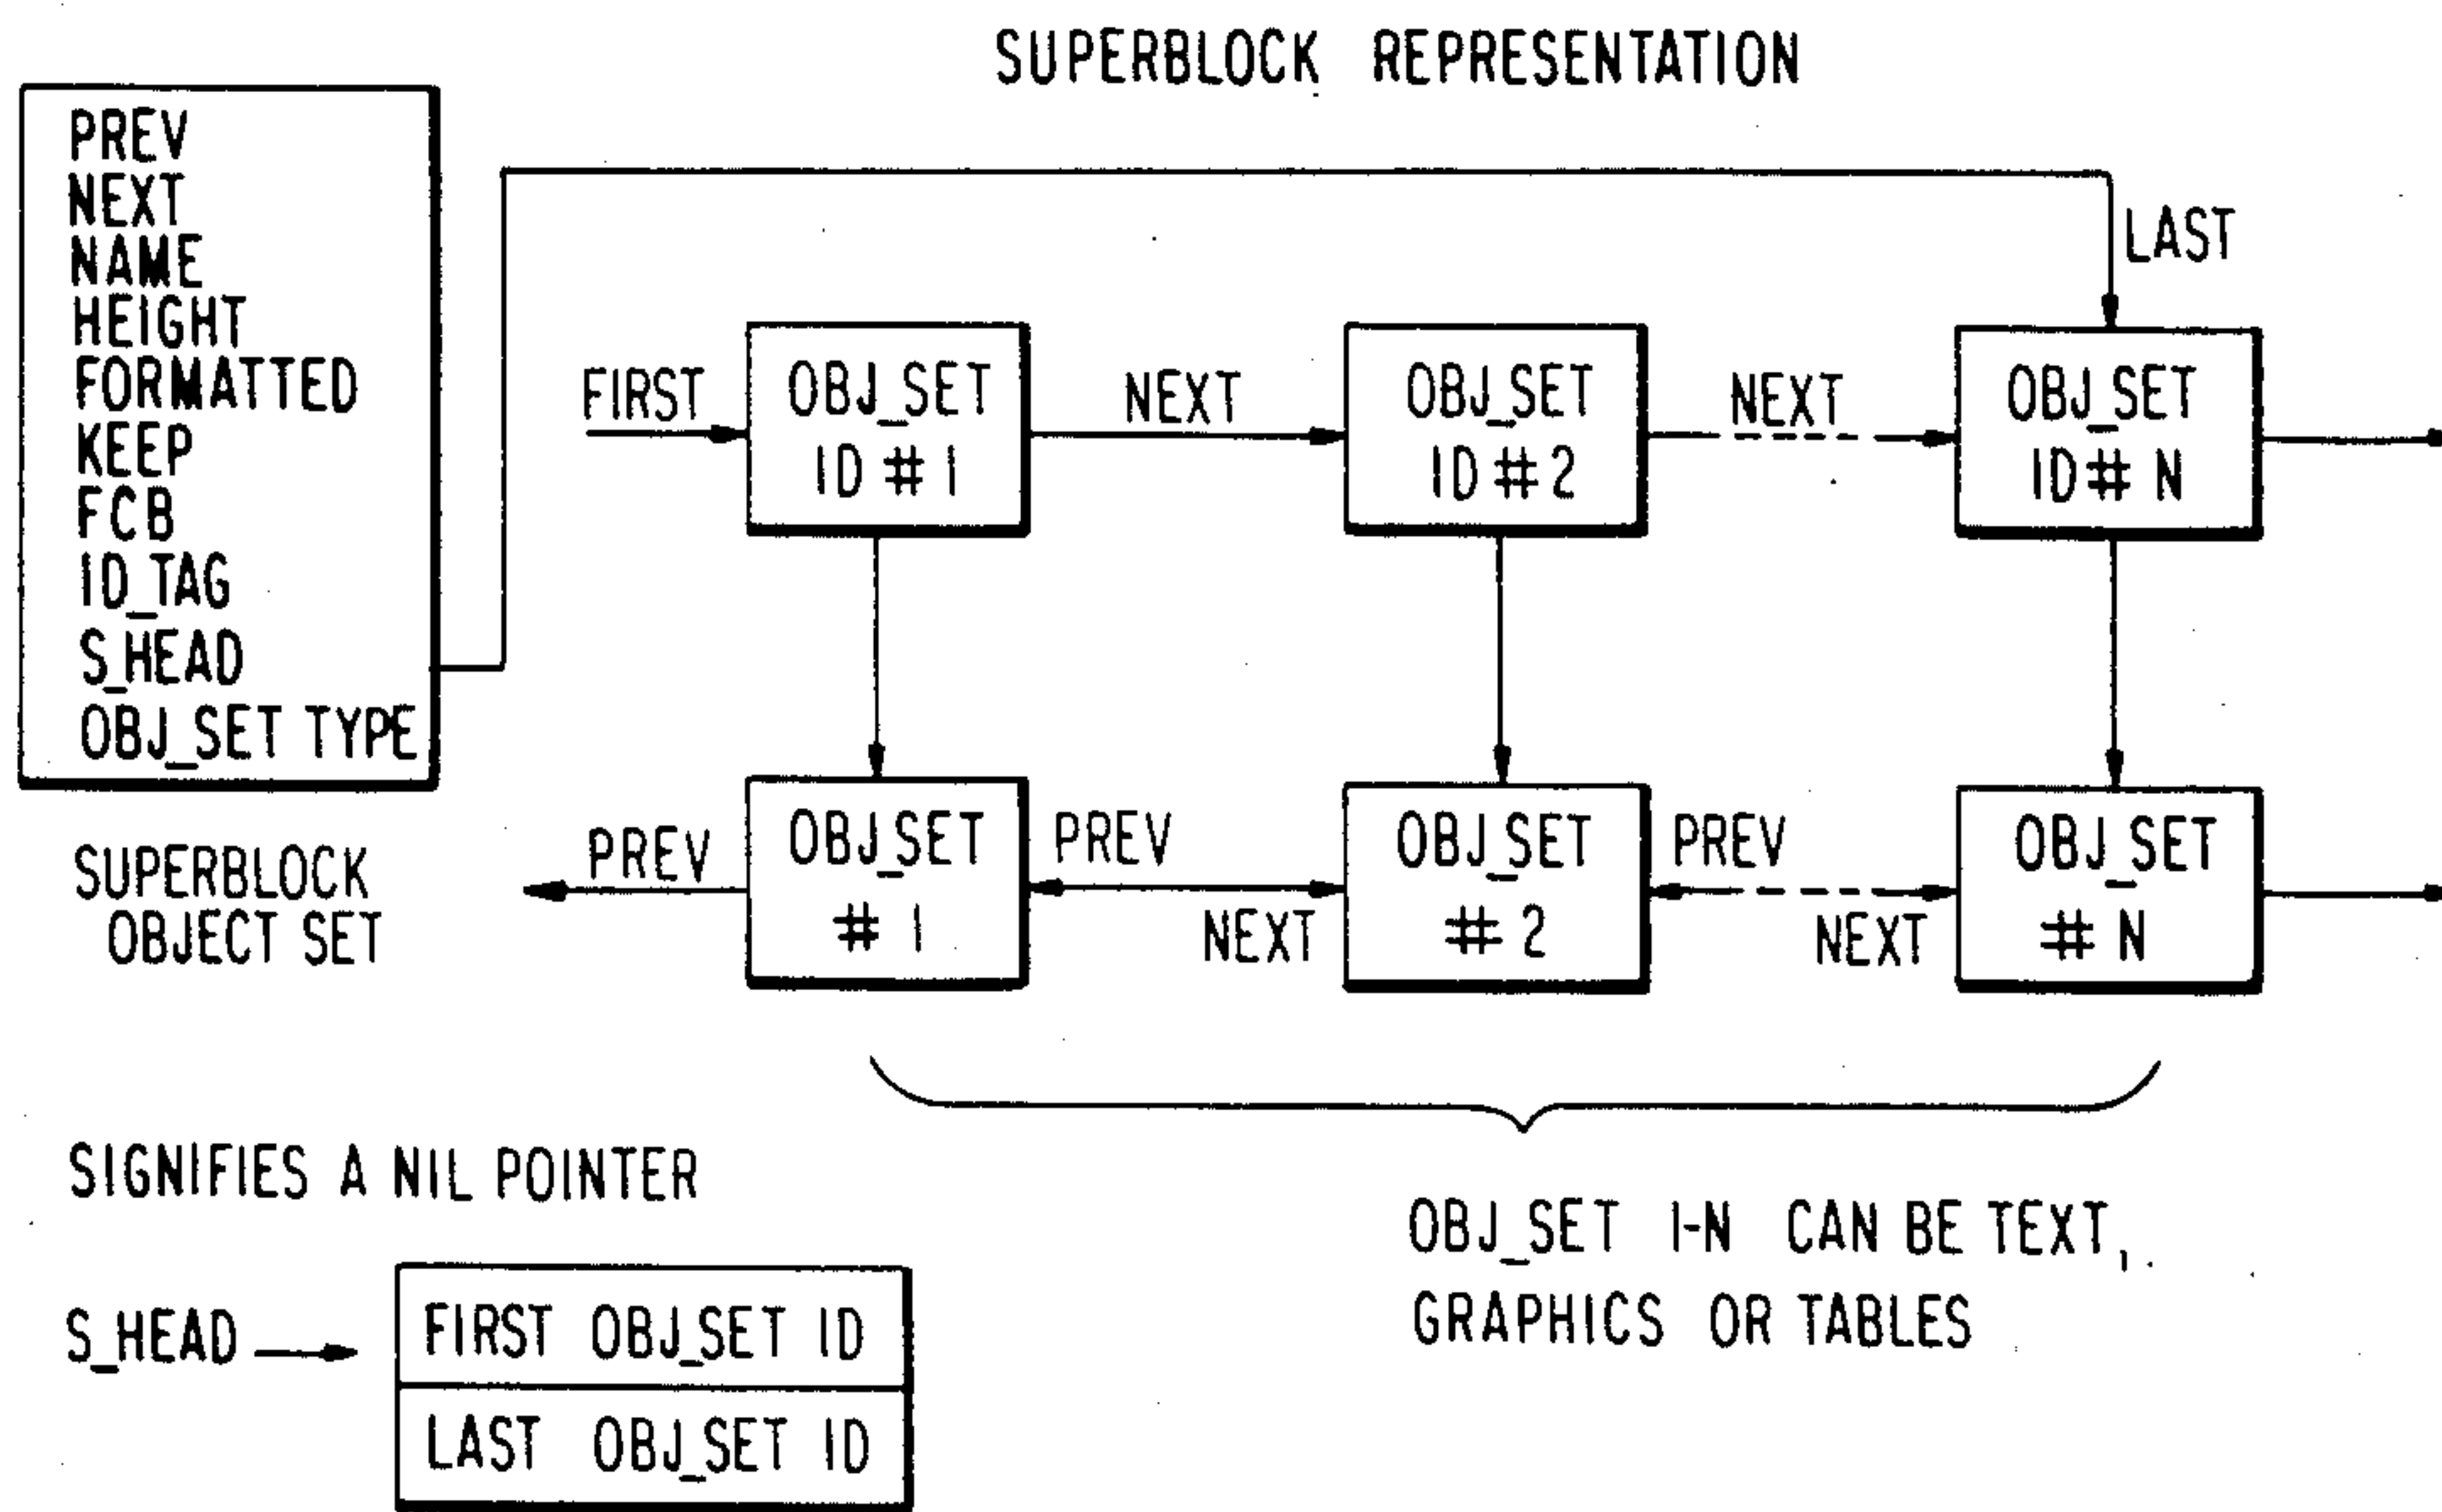 SUPERBLOCK REPRESENTATION
PREV
NEXT
NAME
HEIGHT
FORMATTED
KEEP
FCB
ID_TAG
S_HEAD
OBJ_SET TYPE
SUPERBLOCK
OBJECT SET
LAST
FIRST
OBJ_SET
ID # 1
NEXT
OBJ_SET
ID # 2
NEXT
OBJ_SET
ID # N
PREV
OBJ_SET
# 1
PREV
NEXT
OBJ_SET
# 2
PREV
NEXT
OBJ_SET
# N
SIGNIFIES A NIL POINTER
OBJ_SET 1-N CAN BE TEXT,
GRAPHICS OR TABLES
S_HEAD
FIRST OBJ_SET ID
LAST OBJ_SET ID